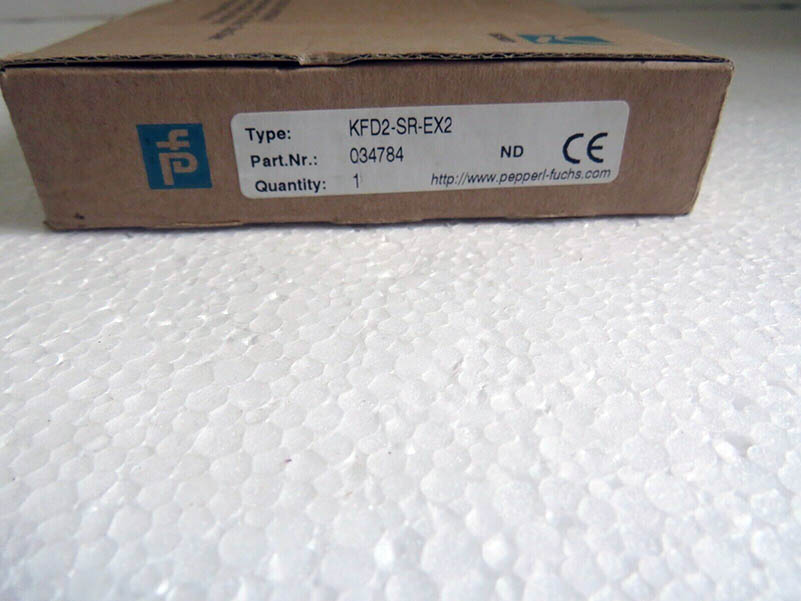 Type: KFD2-SR-EX2
Part.Nr.: 034784 ND CE
Quantity: 1 http://www.pepperl-fuchs.com